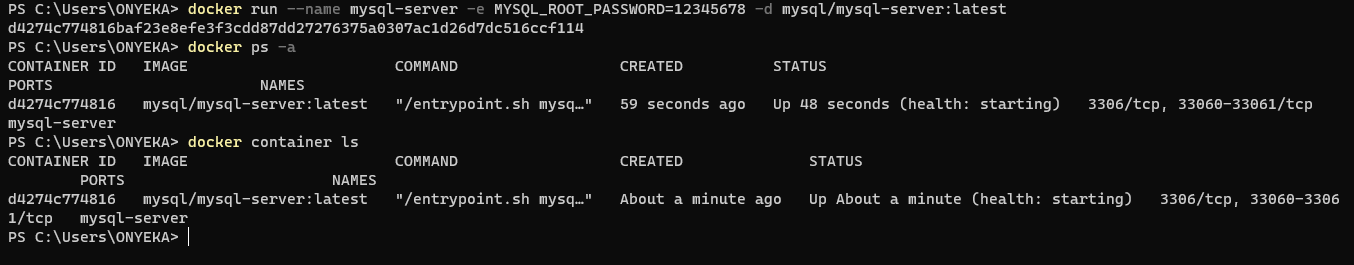 PS C:\Users\ONYEKA> docker run --name mysql-server -e MYSQL_ROOT_PASSWORD=12345678 -d mysql/mysql-server:latest
d4274c774816baf23e8efe3f3cdd87dd27276375a0307ac1d26d7dc516ccf114
PS C:\Users\ONYEKA> docker ps -a
CONTAINER ID   IMAGE                       COMMAND                  CREATED          STATUS
PORTS                       NAMES
d4274c774816   mysql/mysql-server:latest   "/entrypoint.sh mysq…"   59 seconds ago   Up 48 seconds (health: starting)   3306/tcp, 33060-33061/tcp
mysql-server
PS C:\Users\ONYEKA> docker container ls
CONTAINER ID   IMAGE                       COMMAND                  CREATED              STATUS
        PORTS                       NAMES
d4274c774816   mysql/mysql-server:latest   "/entrypoint.sh mysq…"   About a minute ago   Up About a minute (health: starting)   3306/tcp, 33060-3306
1/tcp   mysql-server
PS C:\Users\ONYEKA>